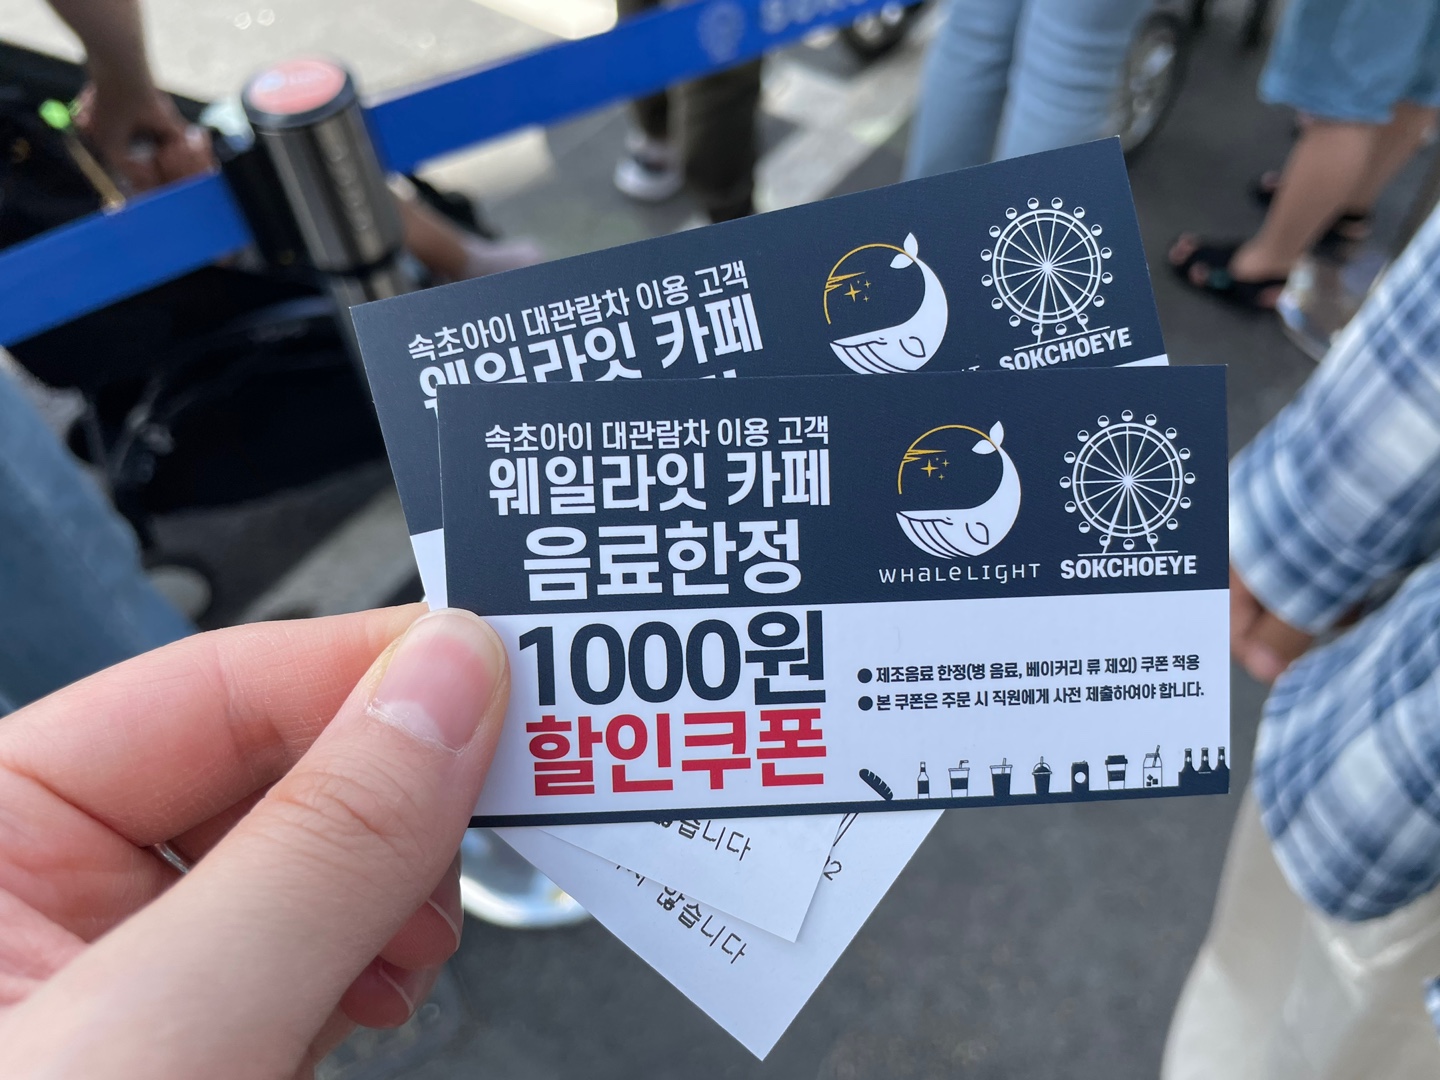 속초아이 대관람차 이용 고객
웨일라잇 카페
SOKCHOEYE
속초아이 대관람차 이용 고객
웨일라잇 카페
음료한정
WHALELIGHT
SOKCHOEYE
1000원
할인쿠폰
● 제조음료 한정(병 음료, 베이커리 류 제외) 쿠폰 적용
● 본 쿠폰은 주문 시 직원에게 사전 제출하여야 합니다.
않습니다